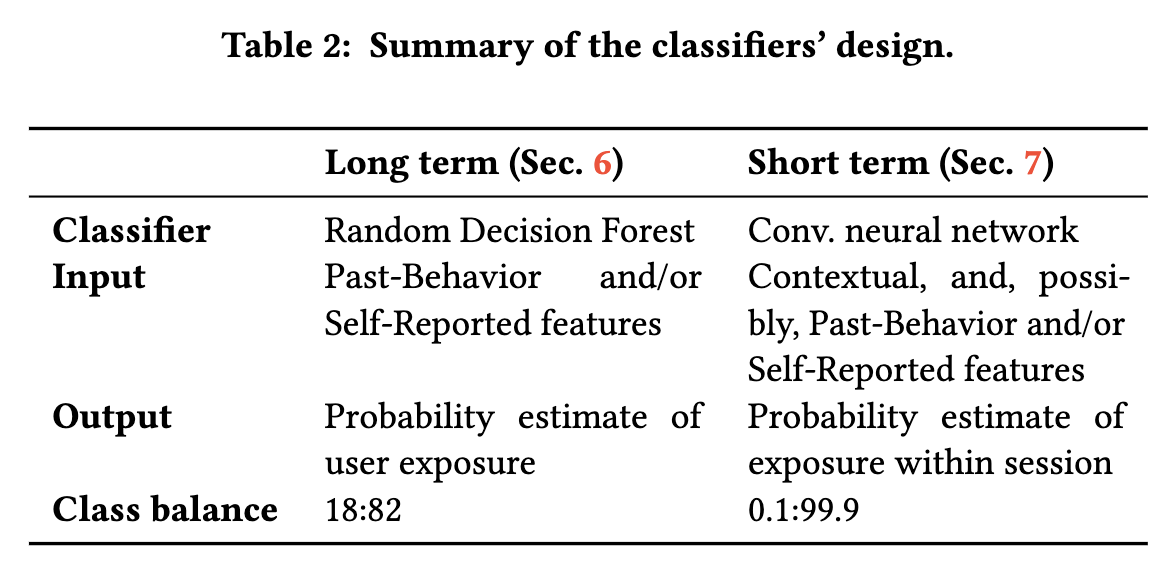 Table 2: Summary of the classifiers’ design.
Long term (Sec. 6) Short term (Sec. 7)
Classifier Random Decision Forest Conv. neural network
Input Past-Behavior and/or Contextual, and, possi-
Self-Reported features bly, Past-Behavior and/or
Self-Reported features
Output Probability estimate of Probability estimate of
user exposure exposure within session
Class balance 18:82 0.1:99.9